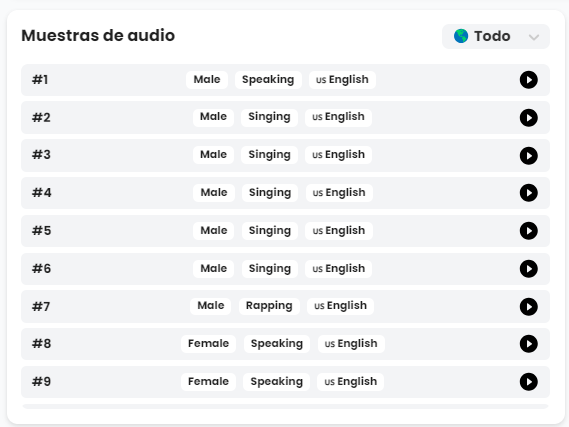 Muestras de audio
Todo
#1 Male Speaking us English
#2 Male Singing us English
#3 Male Singing us English
#4 Male Singing us English
#5 Male Singing us English
#6 Male Singing us English
#7 Male Rapping us English
#8 Female Speaking us English
#9 Female Speaking us English